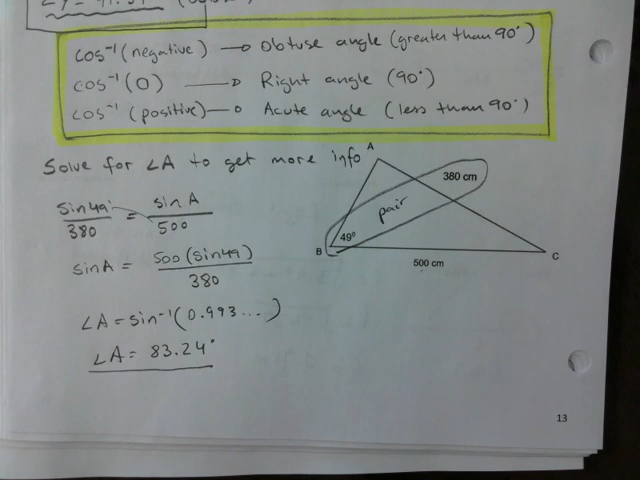 cos⁻¹(negative) → Obtuse angle (greater than 90°)
cos⁻¹(0) → Right angle (90°)
cos⁻¹(positive) → Acute angle (less than 90°)
Solve for ∠A to get more info
A
380 cm
pair
49°
B
C
500 cm
sin49° / 380 = sinA / 500
sinA = 500(sin49) / 380
∠A = sin⁻¹(0.993...)
∠A = 83.24°
13